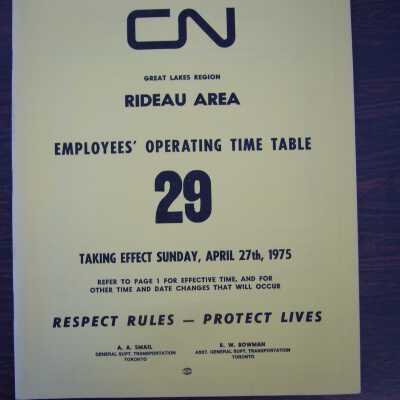 CN
GREAT LAKES REGION
RIDEAU AREA
EMPLOYEES' OPERATING TIME TABLE
29
TAKING EFFECT SUNDAY, APRIL 27th, 1975
REFER TO PAGE 1 FOR EFFECTIVE TIME, AND FOR
OTHER TIME AND DATE CHANGES THAT WILL OCCUR
RESPECT RULES — PROTECT LIVES
A. A. SMAIL
GENERAL SUPT. TRANSPORTATION
TORONTO
E. W. BOWMAN
ASST. GENERAL SUPT. TRANSPORTATION
TORONTO